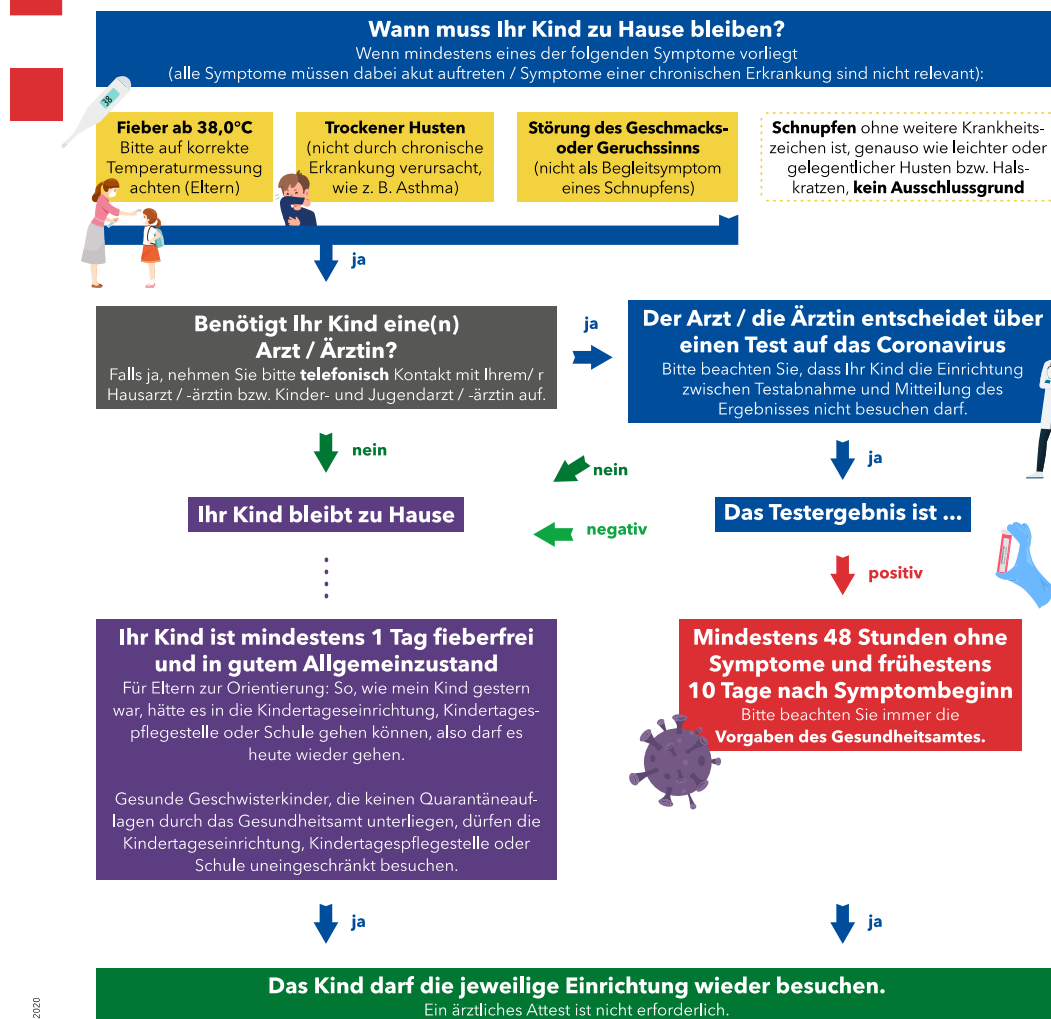 Wann muss Ihr Kind zu Hause bleiben?
Wenn mindestens eines der folgenden Symptome vorliegt
(alle Symptome müssen dabei akut auftreten / Symptome einer chronischen Erkrankung sind nicht relevant):
38
Fieber ab 38,0°C
Bitte auf korrekte
Temperaturmessung
achten (Eltern)
Trockener Husten
(nicht durch chronische
Erkrankung verursacht,
wie z. B. Asthma)
Störung des Geschmacks-
oder Geruchssinns
(nicht als Begleitsymptom
eines Schnupfens)
Schnupfen ohne weitere Krankheits-
zeichen ist, genauso wie leichter oder
gelegentlicher Husten bzw. Hals-
kratzen, kein Ausschlussgrund
ja
Benötigt Ihr Kind eine(n)
Arzt / Ärztin?
Falls ja, nehmen Sie bitte telefonisch Kontakt mit Ihrem/ r
Hausarzt / -ärztin bzw. Kinder- und Jugendarzt / -ärztin auf.
ja
Der Arzt / die Ärztin entscheidet über
einen Test auf das Coronavirus
Bitte beachten Sie, dass Ihr Kind die Einrichtung
zwischen Testabnahme und Mitteilung des
Ergebnisses nicht besuchen darf.
nein
nein
ja
Ihr Kind bleibt zu Hause
negativ
Das Testergebnis ist ...
positiv
Ihr Kind ist mindestens 1 Tag fieberfrei
und in gutem Allgemeinzustand
Für Eltern zur Orientierung: So, wie mein Kind gestern
war, hätte es in die Kindertageseinrichtung, Kindertages-
pflegestelle oder Schule gehen können, also darf es
heute wieder gehen.
Gesunde Geschwisterkinder, die keinen Quarantäneauf-
lagen durch das Gesundheitsamt unterliegen, dürfen die
Kindertageseinrichtung, Kindertagespflegestelle oder
Schule uneingeschränkt besuchen.
Mindestens 48 Stunden ohne
Symptome und frühestens
10 Tage nach Symptombeginn
Bitte beachten Sie immer die
Vorgaben des Gesundheitsamtes.
ja
ja
Das Kind darf die jeweilige Einrichtung wieder besuchen.
Ein ärztliches Attest ist nicht erforderlich.
2020